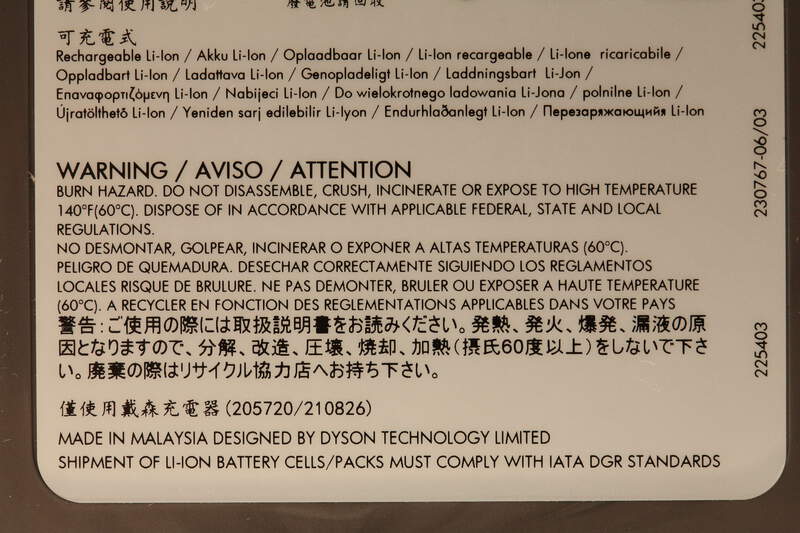 請參閱使用說明
廢電池請回收
可充電式
Rechargeable Li-Ion / Akku Li-Ion / Oplaadbaar Li-Ion / Li-Ion recargeable / Li-Ione ricaricabile /
Oppladbart Li-Ion / Ladattava Li-Ion / Genopladeligt Li-Ion / Laddningsbart Li-Jon /
Επαναφορτιζόμενη Li-Ion / Nabijeci Li-Ion / Do wielokrotnego ladowania Li-Jona / polnilne Li-Ion /
Újratölthető Li-Ion / Yeniden sarj edilebilir Li-Iyon / Endurhlaðanlegt Li-Ion / Перезаряжающийя Li-Ion
WARNING / AVISO / ATTENTION
BURN HAZARD. DO NOT DISASSEMBLE, CRUSH, INCINERATE OR EXPOSE TO HIGH TEMPERATURE
140°F(60°C). DISPOSE OF IN ACCORDANCE WITH APPLICABLE FEDERAL, STATE AND LOCAL
REGULATIONS.
NO DESMONTAR, GOLPEAR, INCINERAR O EXPONER A ALTAS TEMPERATURAS (60°C).
PELIGRO DE QUEMADURA. DESECHAR CORRECTAMENTE SIGUIENDO LOS REGLAMENTOS
LOCALES RISQUE DE BRULURE. NE PAS DEMONTER, BRULER OU EXPOSER A HAUTE TEMPERATURE
(60°C). A RECYCLER EN FONCTION DES REGLEMENTATIONS APPLICABLES DANS VOTRE PAYS
警告:ご使用の際には取扱説明書をお読みください。発熱、発火、爆発、漏液の原
因となりますので、分解、改造、圧壊、焼却、加熱(摂氏60度以上)をしないで下さ
い。廃棄の際はリサイクル協力店へお持ち下さい。
僅使用戴森充電器(205720/210826)
MADE IN MALAYSIA DESIGNED BY DYSON TECHNOLOGY LIMITED
SHIPMENT OF LI-ION BATTERY CELLS/PACKS MUST COMPLY WITH IATA DGR STANDARDS
225403
230767-06/03
225403